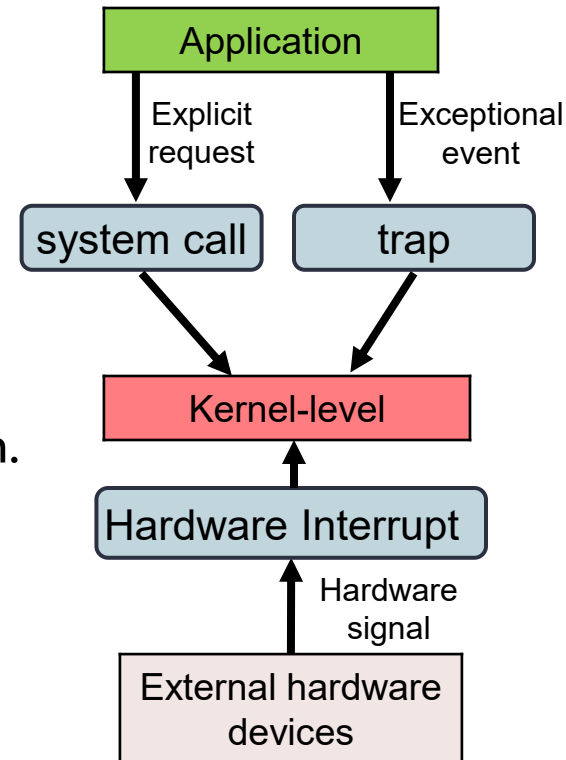 Application
Explicit
request
Exceptional
event
system call
trap
Kernel-level
n.
Hardware Interrupt
Hardware
signal
External hardware
devices